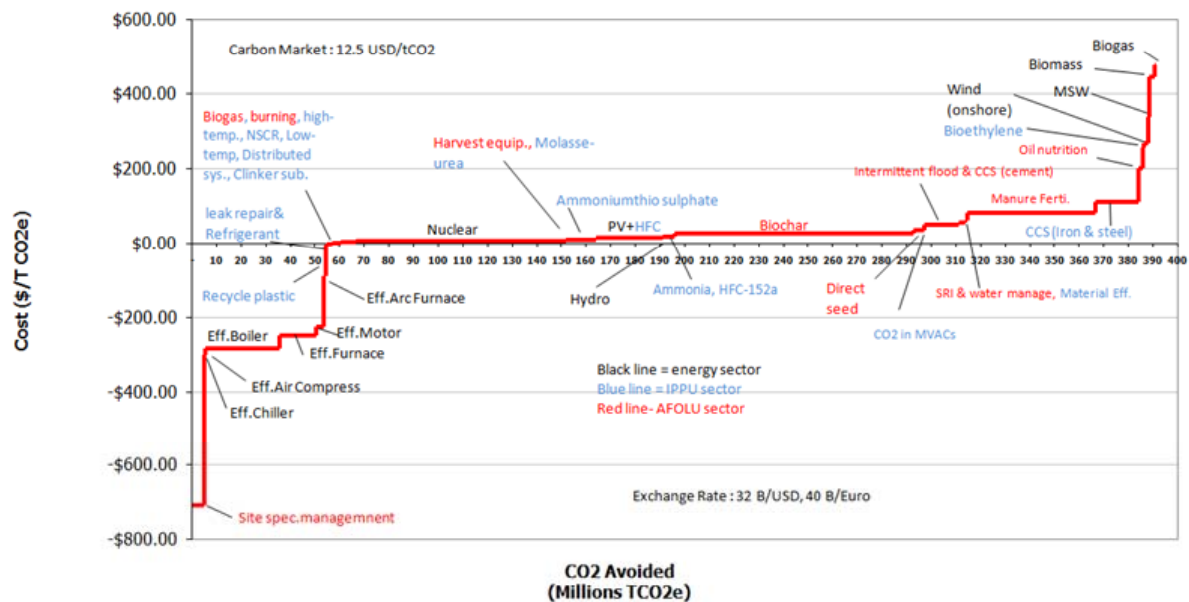 $600.00
$400.00
$200.00
$0.00
-$200.00
-$400.00
-$600.00
-$800.00
Cost ($/T CO2e)
Carbon Market : 12.5 USD/tCO2
Biogas, burning, high-
temp., NSCR, Low-
temp, Distributed
sys., Clinker sub.
leak repair&
Refrigerant
Recycle plastic
Eff.Arc Furnace
Eff.Boiler
Eff.Motor
Eff.Furnace
Eff.Air Compress
Eff.Chiller
Site spec.managemnent
Nuclear
Harvest equip., Molasse-
urea
Ammoniumthio sulphate
PV+HFC
Hydro
Ammonia, HFC-152a
Biochar
Direct
seed
CO2 in MVACs
Intermittent flood & CCS (cement)
SRI & water manage, Material Eff.
Manure Ferti.
CCS (Iron & steel)
Oil nutrition
Bioethylene
Wind
(onshore)
MSW
Biomass
Biogas
10 20 30 40 50 60 70 80 90 100 110 120 130 140 150 160 170 180 190 200 210 220 230 240 250 260 270 280 290 300 310 320 330 340 350 360 370 380 390 400
Black line = energy sector
Blue line = IPPU sector
Red line- AFOLU sector
Exchange Rate : 32 B/USD, 40 B/Euro
CO2 Avoided
(Millions TCO2e)